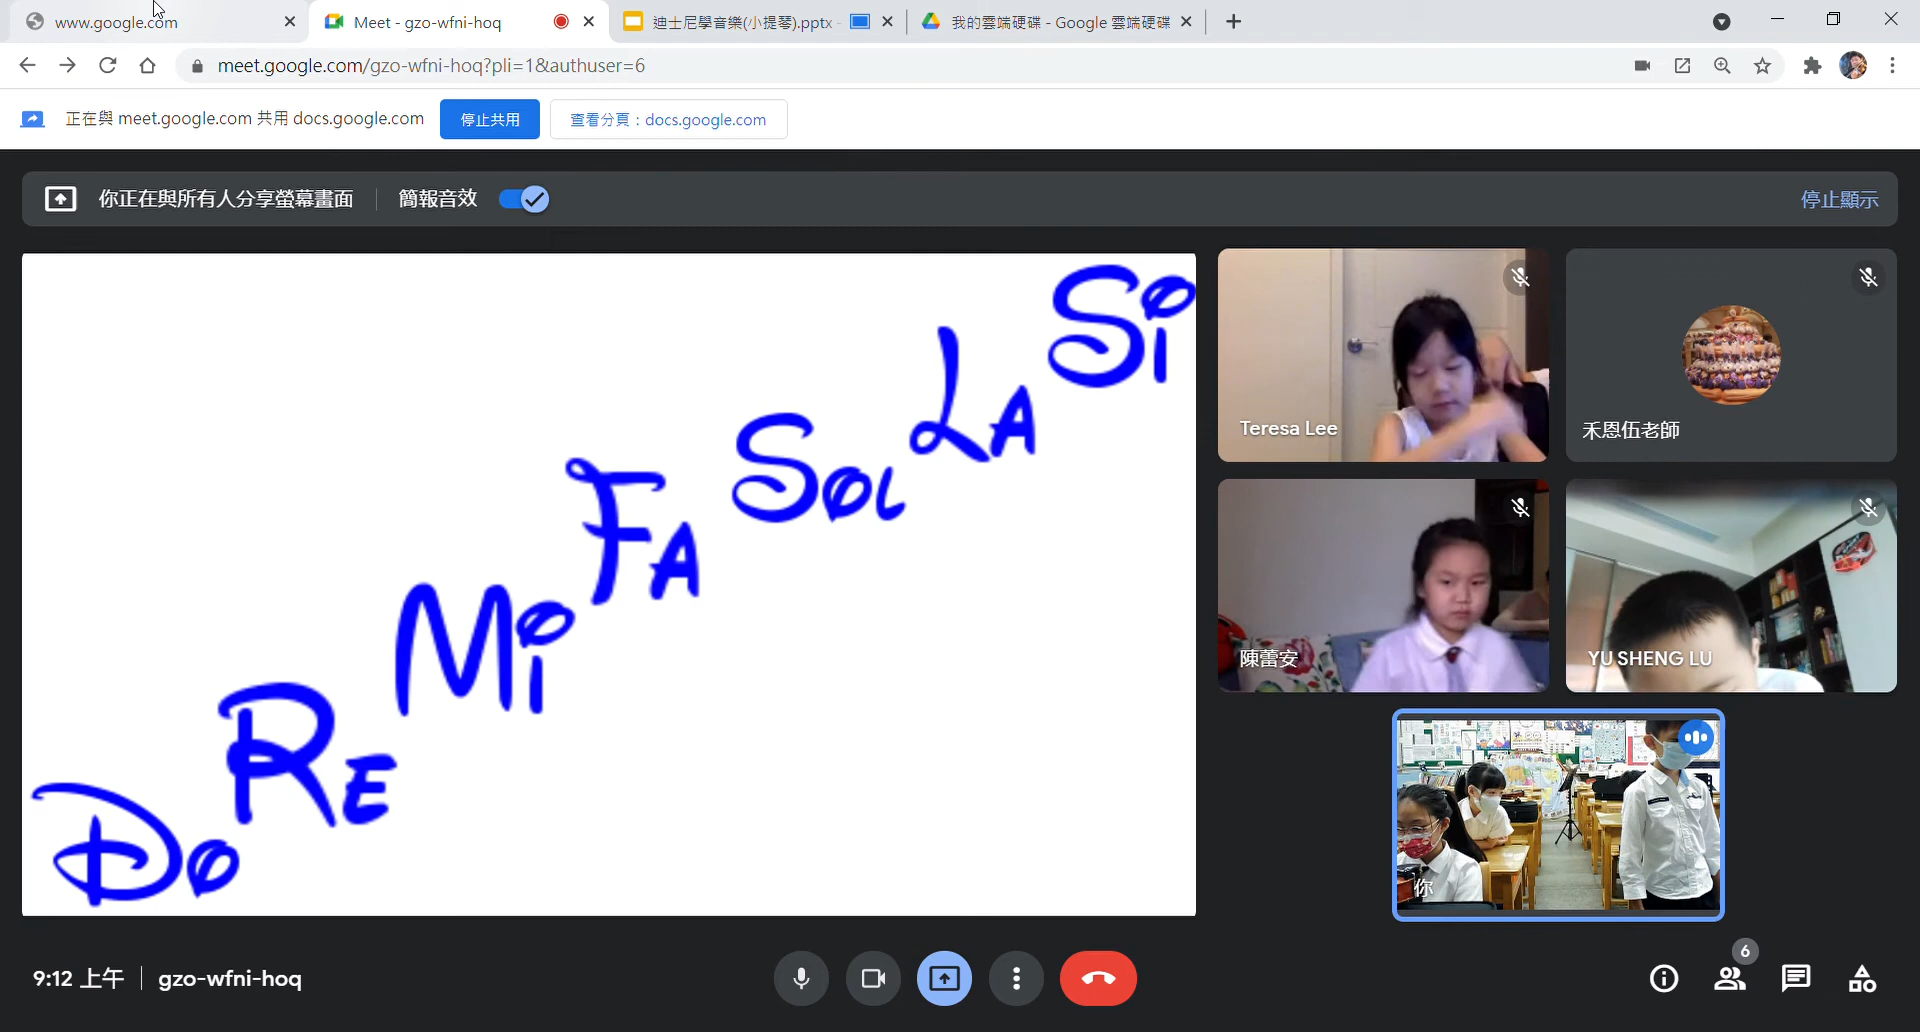 www.google.com
Meet - gzo-wfni-hoq
迪士尼學音樂(小提琴).pptx -
我的雲端硬碟 - Google 雲端硬碟
meet.google.com/gzo-wfni-hoq?pli=1&authuser=6
正在與 meet.google.com 共用 docs.google.com
停止共用
查看分頁：docs.google.com
你正在與所有人分享螢幕畫面
簡報音效
停止顯示
Si
LA
SOL
FA
Mi
RE
Do
Teresa Lee
禾恩伍老師
陳蕾安
YU SHENG LU
你
9:12 上午
gzo-wfni-hoq
6